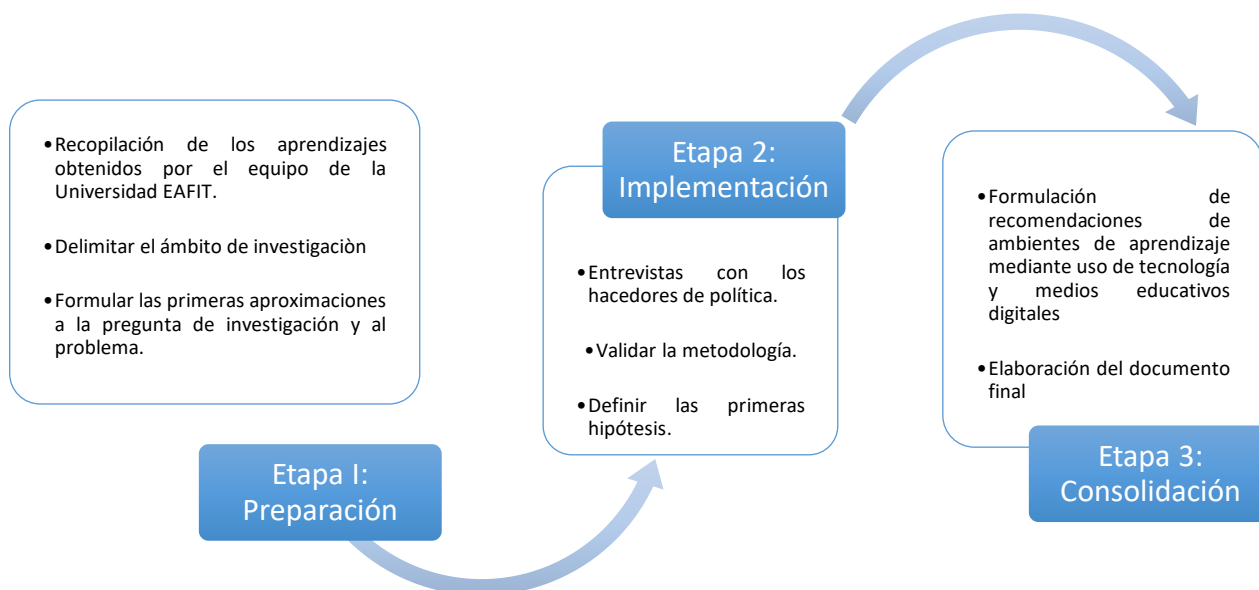 •Recopilación de los aprendizajes
obtenidos por el equipo de la
Universidad EAFIT.
•Delimitar el ámbito de investigaciòn
•Formular las primeras aproximaciones
a la pregunta de investigación y al
problema.
Etapa I:
Preparación
Etapa 2:
Implementación
•Entrevistas con los
hacedores de política.
•Validar la metodología.
•Definir las primeras
hipótesis.
•Formulación de
recomendaciones de
ambientes de aprendizaje
mediante uso de tecnología
y medios educativos
digitales
•Elaboración del documento
final
Etapa 3:
Consolidación